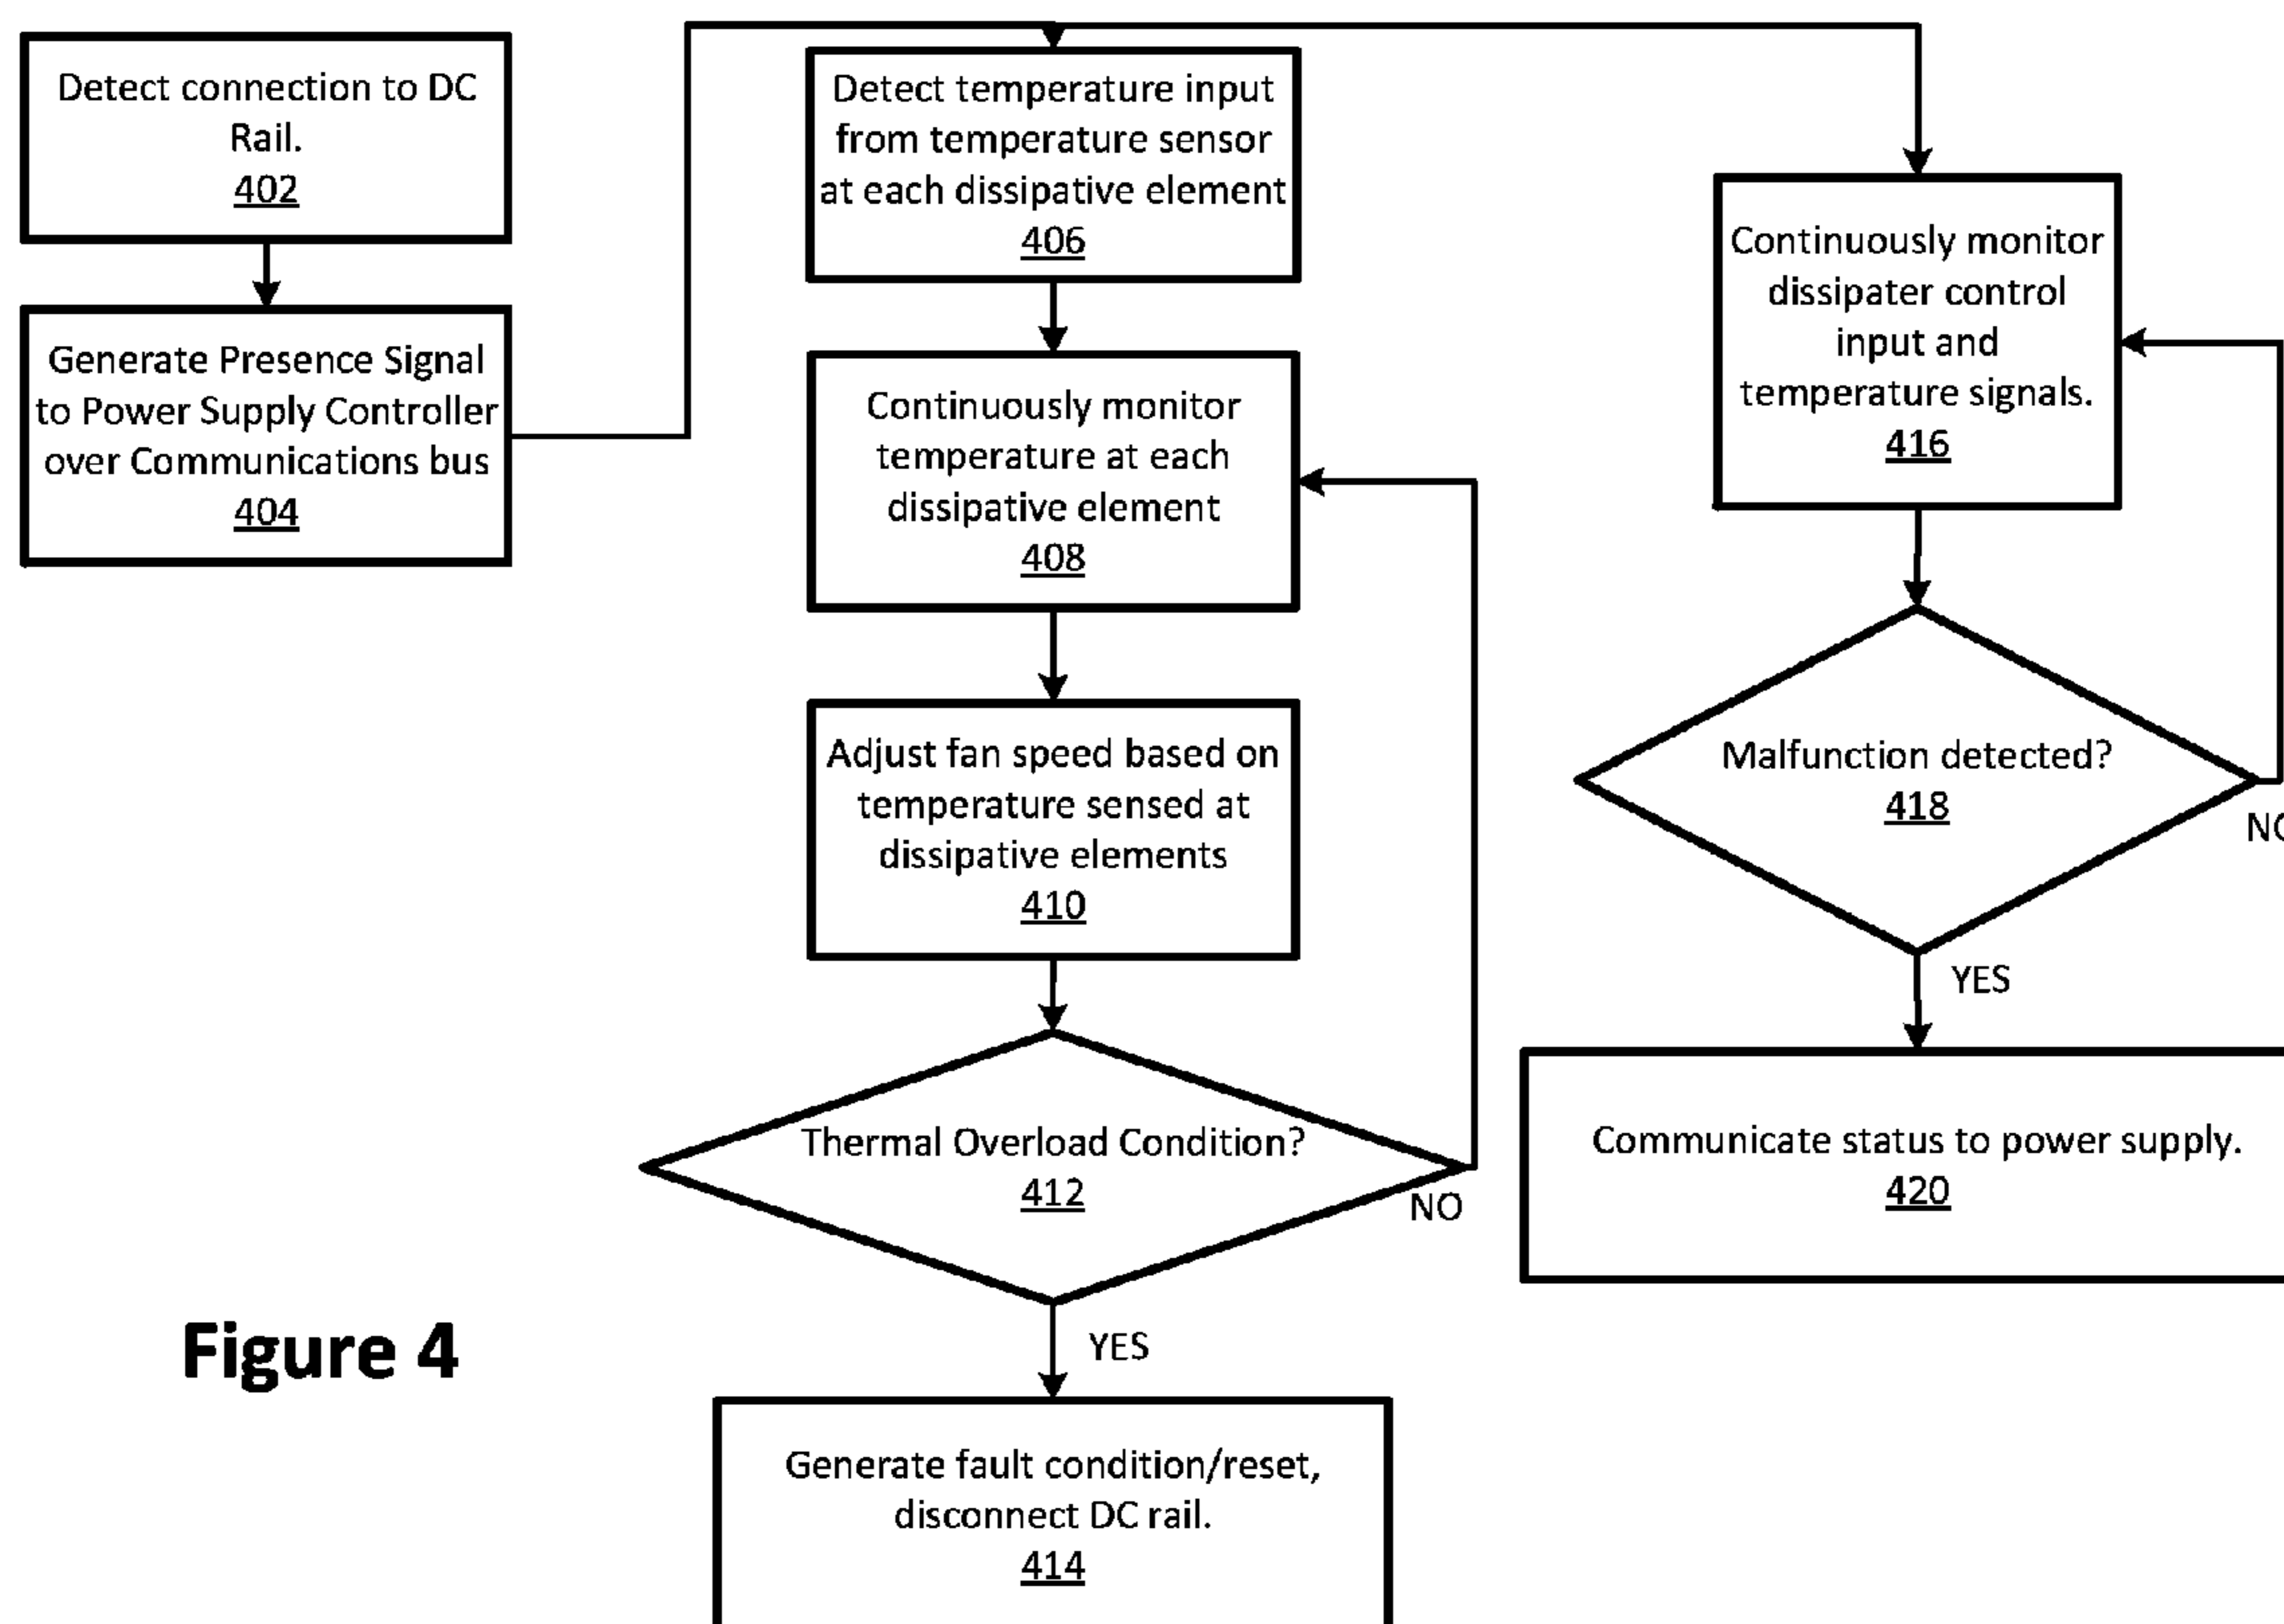 Detect connection to DC
Rail.
402
Generate Presence Signal
to Power Supply Controller
over Communications bus
404
Detect temperature input
from temperature sensor
at each dissipative element
406
Continuously monitor
temperature at each
dissipative element
408
Adjust fan speed based on
temperature sensed at
dissipative elements
410
Thermal Overload Condition?
412
NO
YES
Generate fault condition/reset,
disconnect DC rail.
414
Continuously monitor
dissipater control
input and
temperature signals.
416
Malfunction detected?
418
NO
YES
Communicate status to power supply.
420
Figure 4